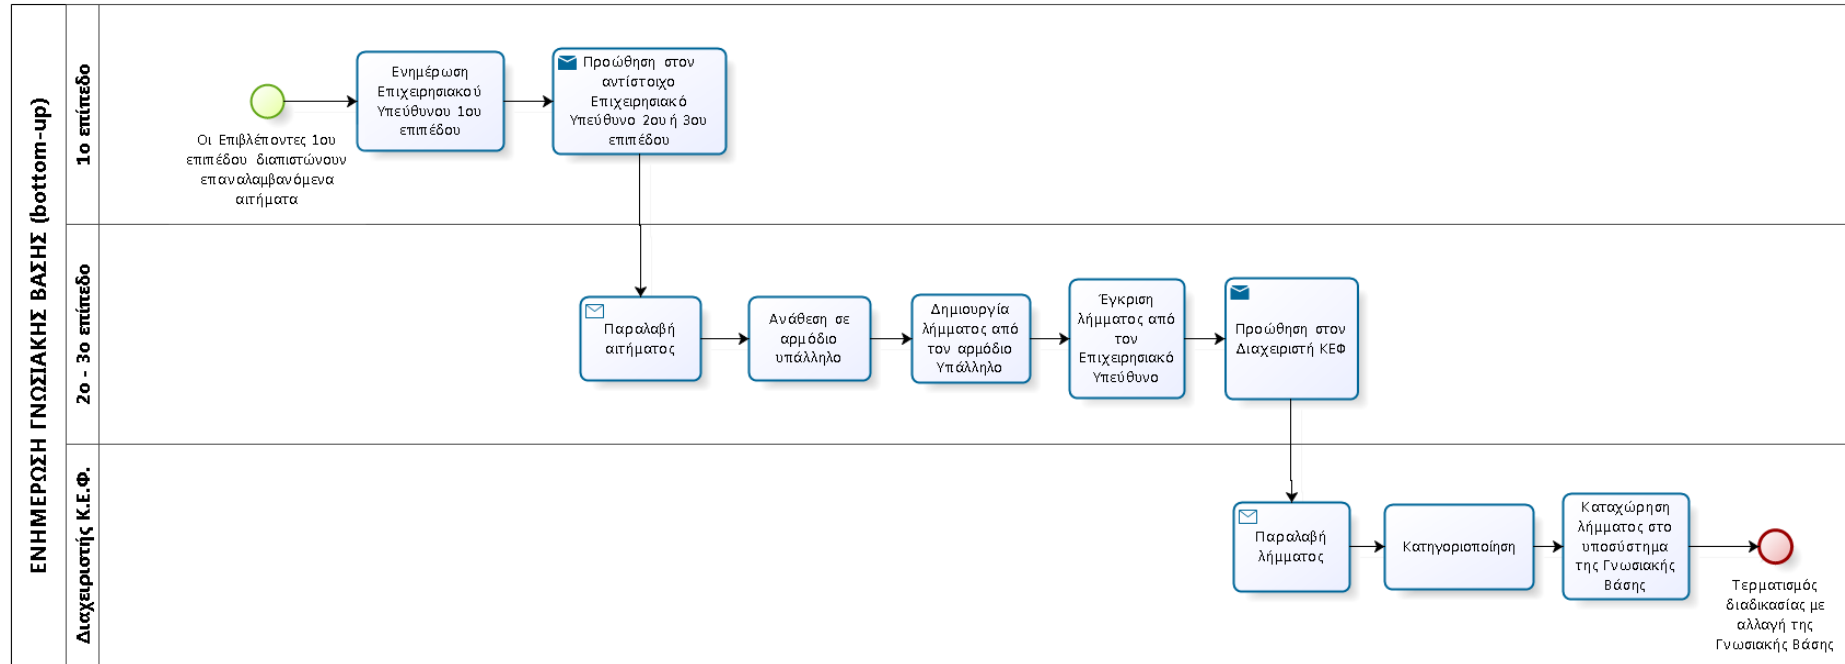 ΕΝΗΜΕΡΩΣΗ ΓΝΩΣΙΑΚΗΣ ΒΑΣΗΣ (bottom-up)
1ο επίπεδο
Οι Επιβλέποντες 1ου
επιπέδου διαπιστώνουν
επαναλαμβανόμενα
αιτήματα
Ενημέρωση
Επιχειρησιακού
Υπεύθυνου 1ου
επιπέδου
Προώθηση στον
αντίστοιχο
Επιχειρησιακό
Υπεύθυνο 2ου ή 3ου
επιπέδου
2ο - 3ο επίπεδο
Παραλαβή
αιτήματος
Ανάθεση σε
αρμόδιο
υπάλληλο
Δημιουργία
λήμματος από
τον αρμόδιο
Υπάλληλο
Έγκριση
λήμματος από
τον
Επιχειρησιακό
Υπεύθυνο
Προώθηση στον
Διαχειριστή ΚΕΦ
Διαχειριστής Κ.Ε.Φ.
Παραλαβή
λήμματος
Κατηγοριοποίηση
Καταχώρηση
λήμματος στο
υποσύστημα
της Γνωσιακής
Βάσης
Τερματισμός
διαδικασίας με
αλλαγή της
Γνωσιακής Βάσης